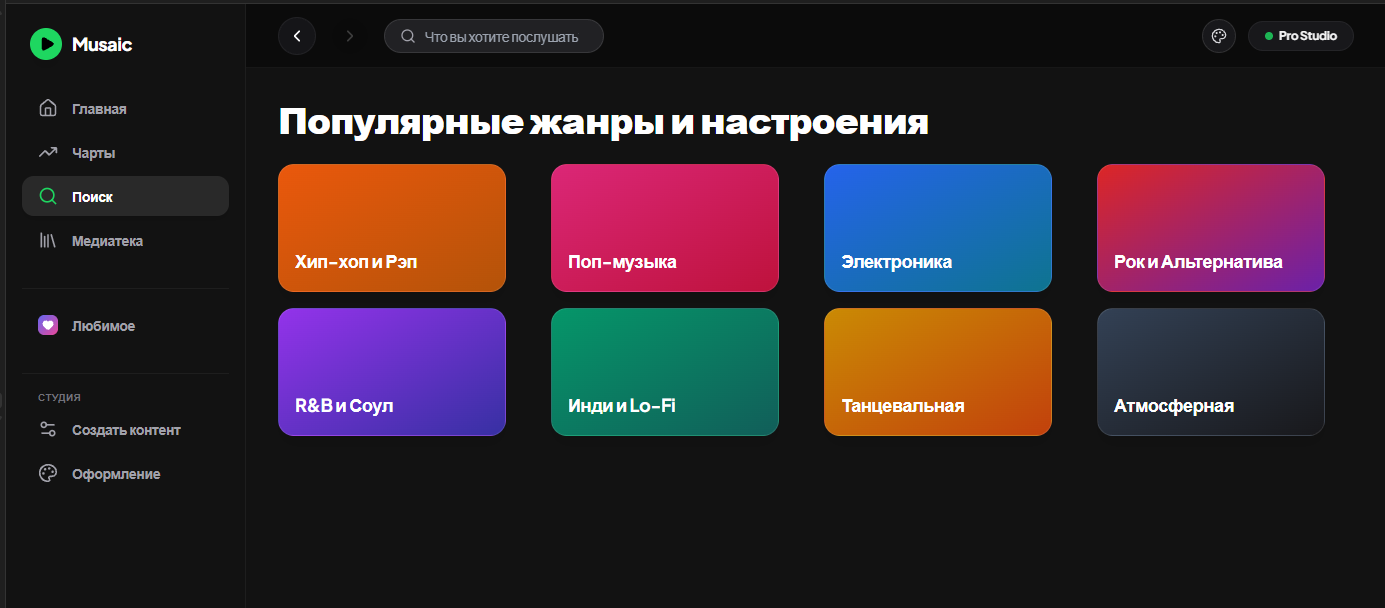 Musaic
Главная
Чарты
Поиск
Медиатека
Любимое
СТУДИЯ
Создать контент
Оформление
Что вы хотите послушать
Pro Studio
Популярные жанры и настроения
Хип-хоп и Рэп
Поп-музыка
Электроника
Рок и Альтернатива
R&B и Соул
Инди и Lo-Fi
Танцевальная
Атмосферная